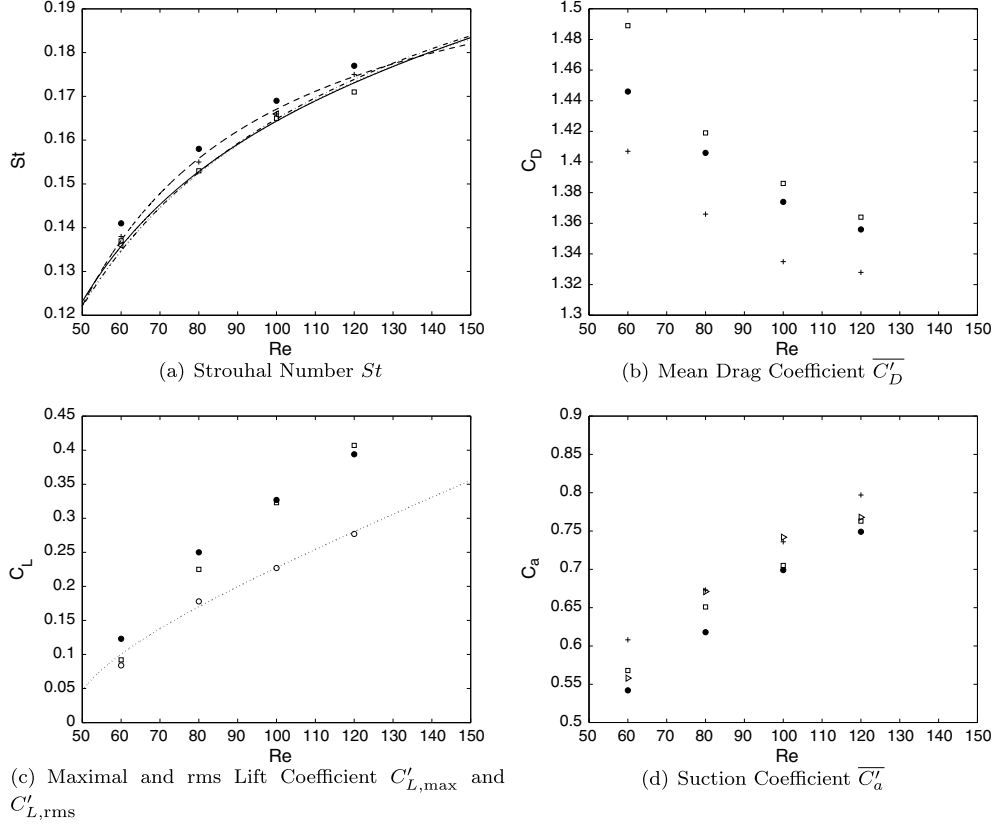 0.19
0.18
0.17
0.16
0.15
0.14
0.13
0.12
St
50 60 70 80 90 100 110 120 130 140 150
Re
(a) Strouhal Number St
1.5
1.48
1.46
1.44
1.42
1.4
1.38
1.36
1.34
1.32
1.3
C_D
50 60 70 80 90 100 110 120 130 140 150
Re
(b) Mean Drag Coefficient \overline{C'_D}
0.45
0.4
0.35
0.3
0.25
0.2
0.15
0.1
0.05
0
C_L
50 60 70 80 90 100 110 120 130 140 150
Re
(c) Maximal and rms Lift Coefficient C'_{L,max} and
C'_{L,rms}
0.9
0.85
0.8
0.75
0.7
0.65
0.6
0.55
0.5
C_a
50 60 70 80 90 100 110 120 130 140 150
Re
(d) Suction Coefficient \overline{C'_a}